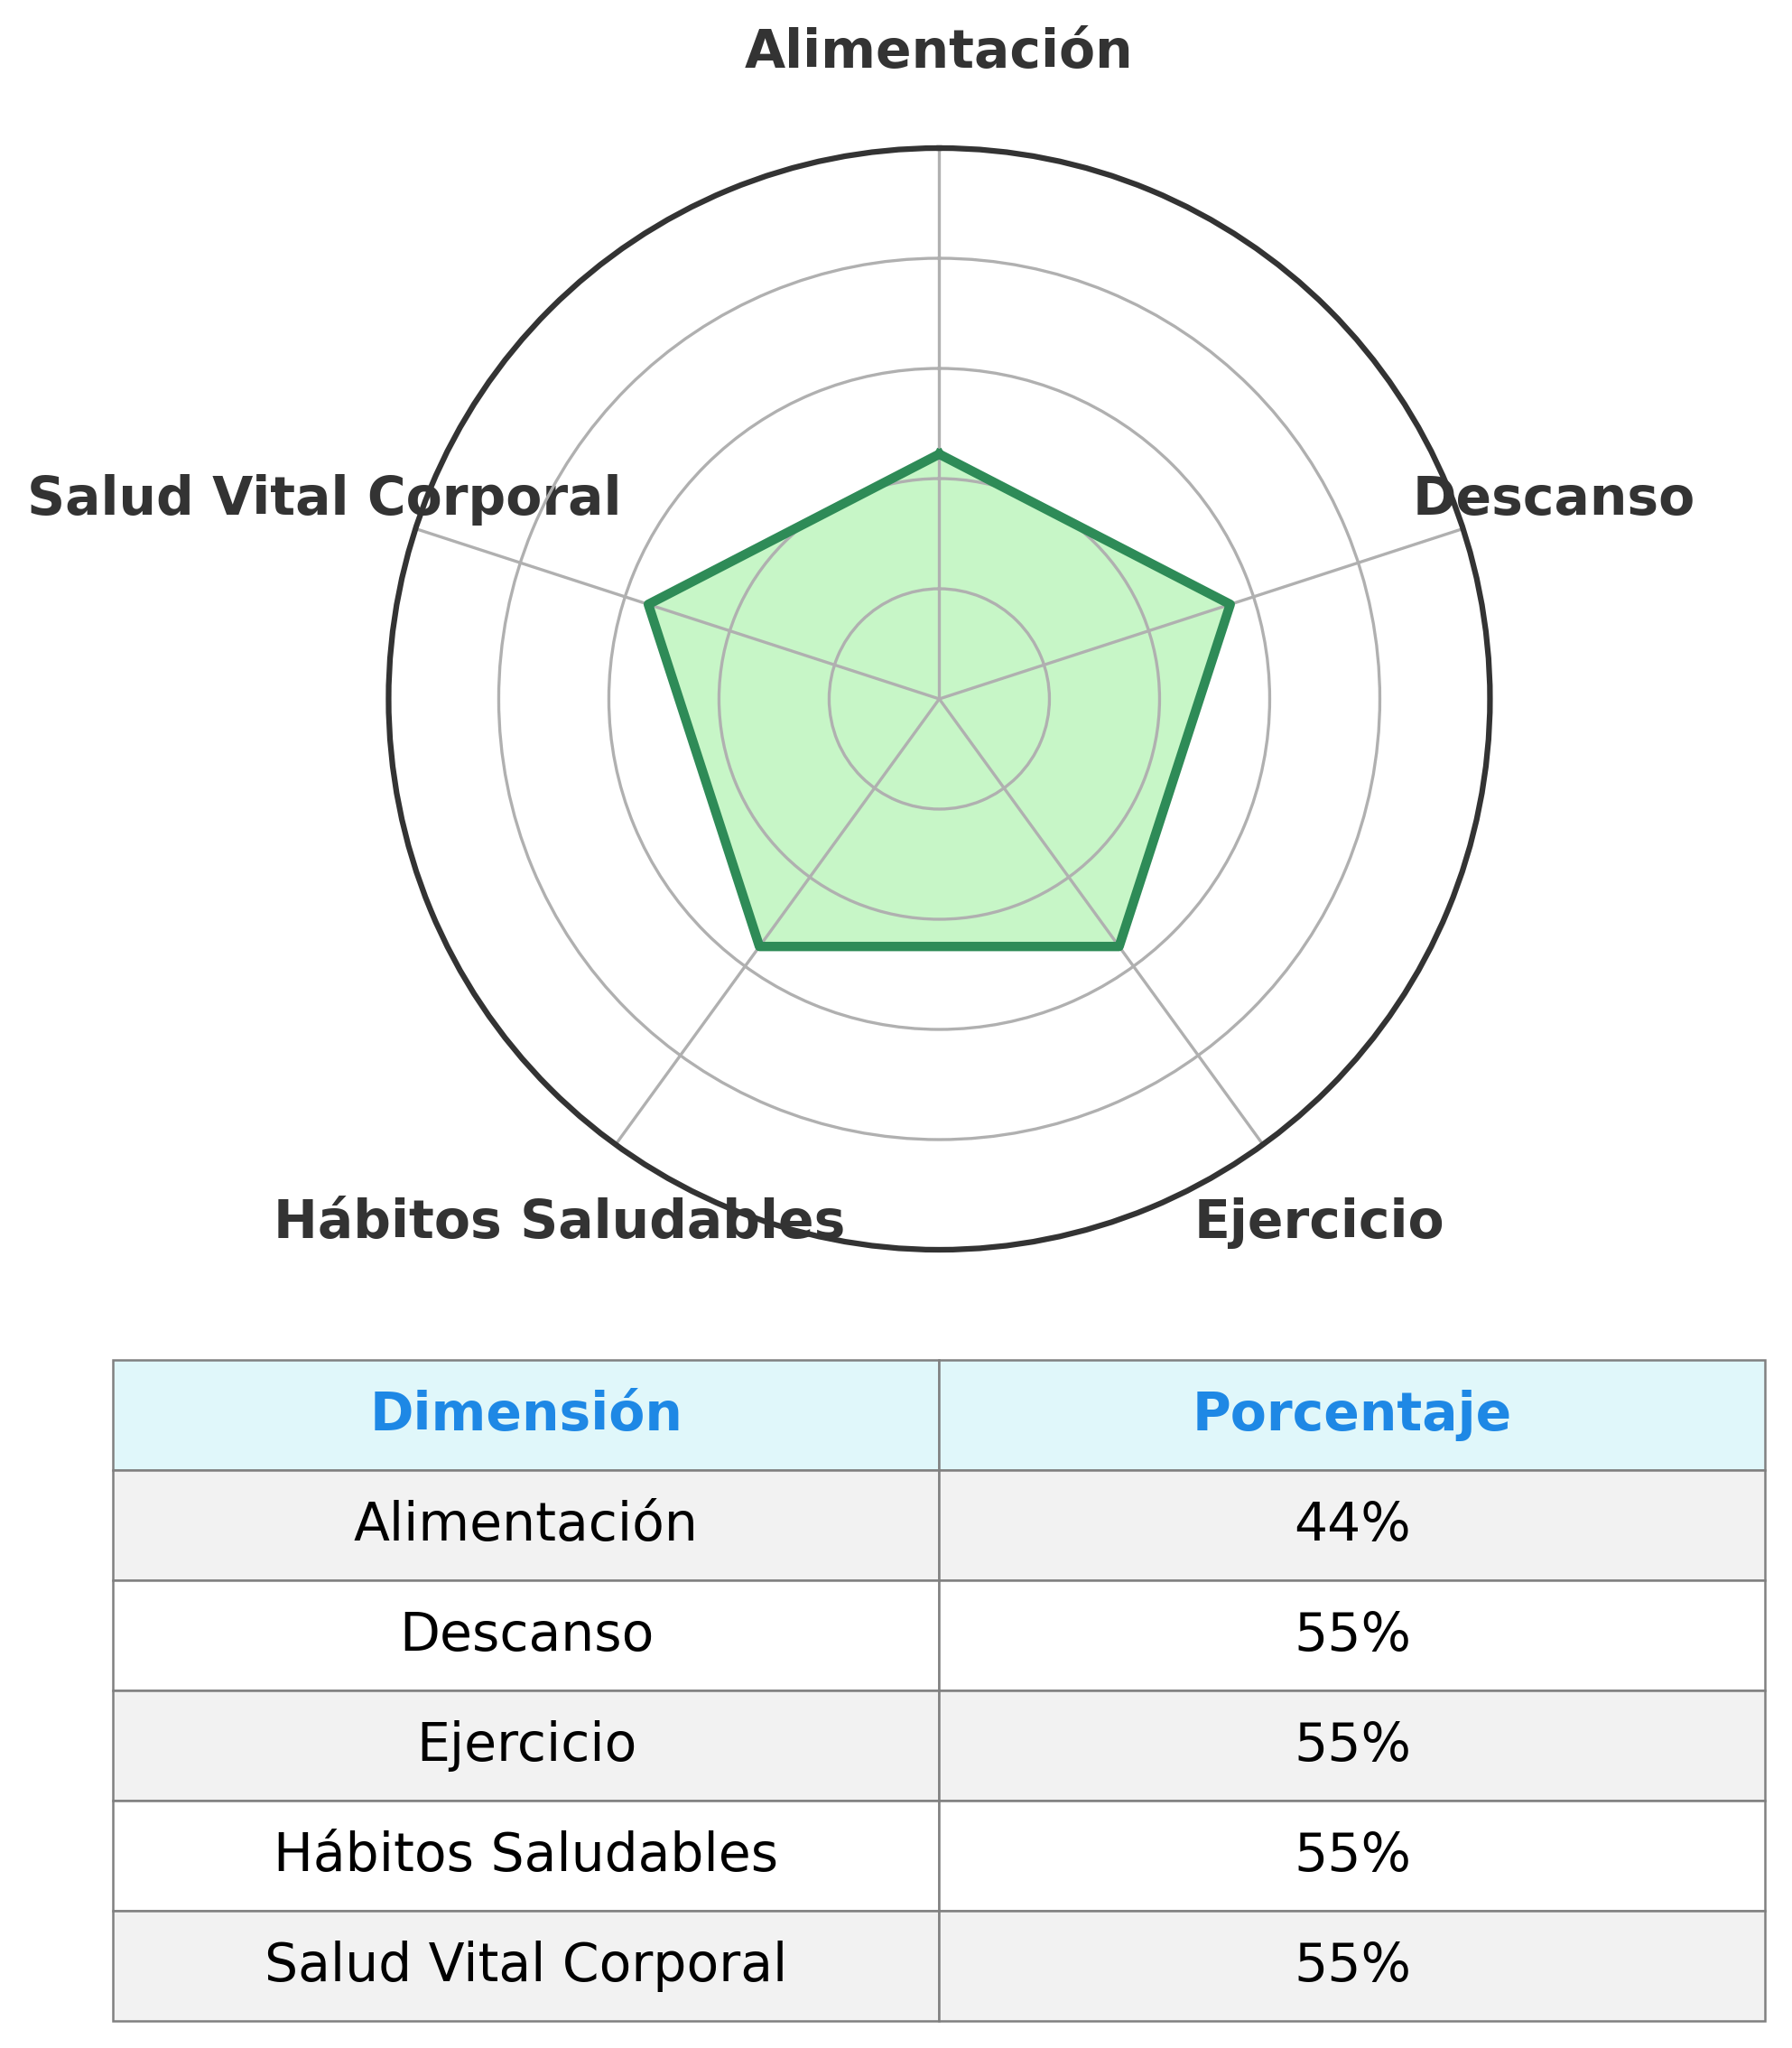 Alimentación
Salud Vital Corporal
Descanso
Hábitos Saludables
Ejercicio
Dimensión Porcentaje
Alimentación 44%
Descanso 55%
Ejercicio 55%
Hábitos Saludables 55%
Salud Vital Corporal 55%